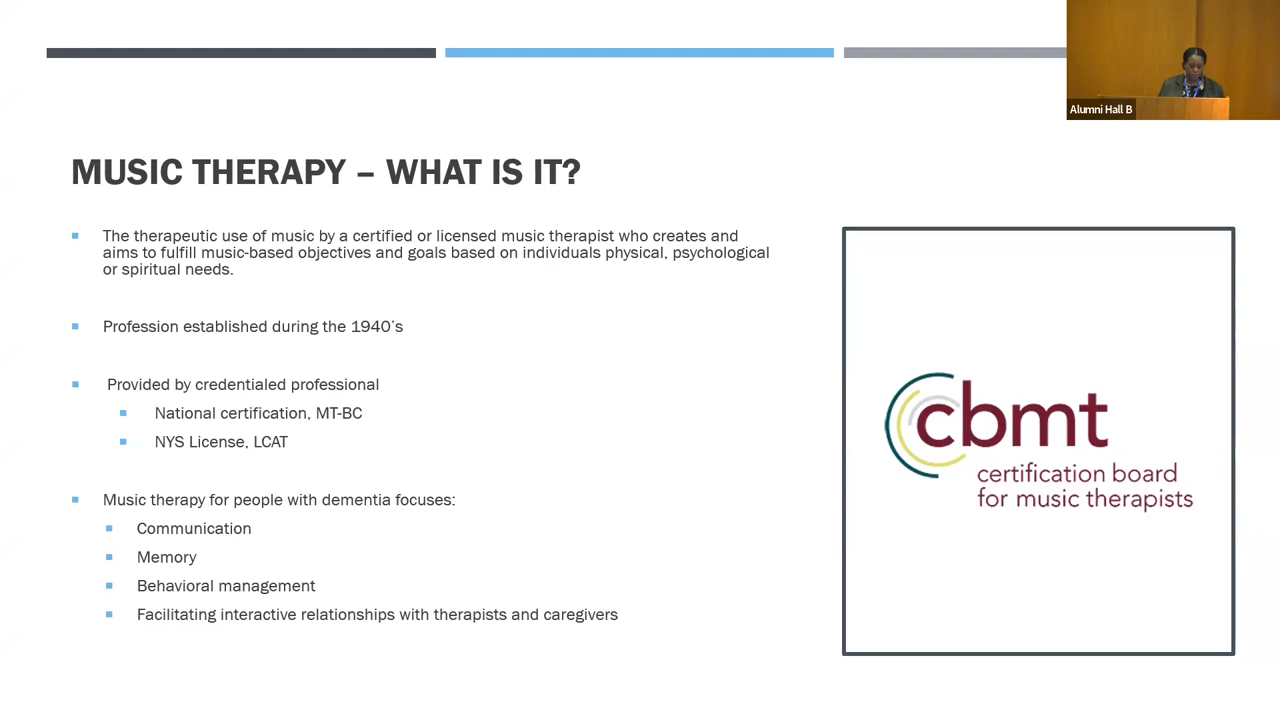 Alumni Hall B
MUSIC THERAPY – WHAT IS IT?
The therapeutic use of music by a certified or licensed music therapist who creates and
aims to fulfill music-based objectives and goals based on individuals physical, psychological
or spiritual needs.
Profession established during the 1940's
Provided by credentialed professional
National certification, MT-BC
NYS License, LCAT
Music therapy for people with dementia focuses:
Communication
Memory
Behavioral management
Facilitating interactive relationships with therapists and caregivers
cbmt
certification board
for music therapists